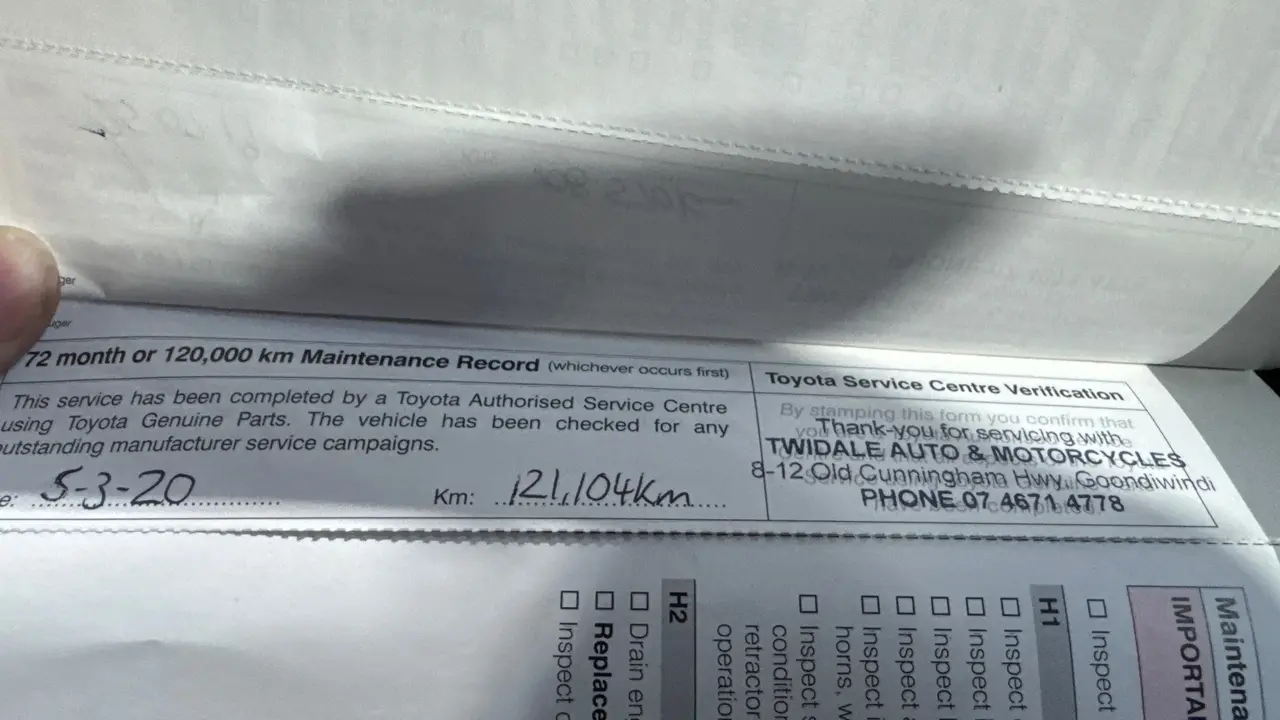 ger
uger
72 month or 120,000 km Maintenance Record (whichever occurs first)
This service has been completed by a Toyota Authorised Service Centre
using Toyota Genuine Parts. The vehicle has been checked for any
outstanding manufacturer service campaigns.
e: 5-3-20 Km: 121,104km
Toyota Service Centre Verification
By stamping this form you confirm that
Thank-you for servicing with
TWIDALE AUTO & MOTORCYCLES
8-12 Old Cunningham Hwy. Goondiwindi
PHONE 07 4671 4778
Maintena
IMPORTA
Inspect
H1
Inspect
Inspect
Inspect
Inspect
Inspect
horns, w
Inspect
condition
retractor
operatio
H2
Drain en
Replace
Inspect